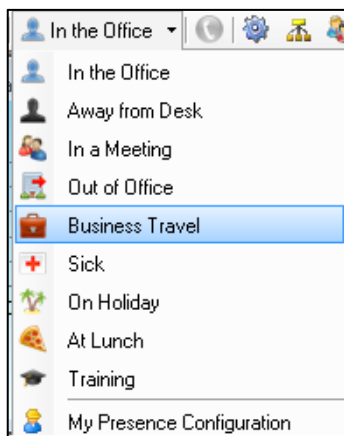 In the Office
In the Office
Away from Desk
In a Meeting
Out of Office
Business Travel
Sick
On Holiday
At Lunch
Training
My Presence Configuration